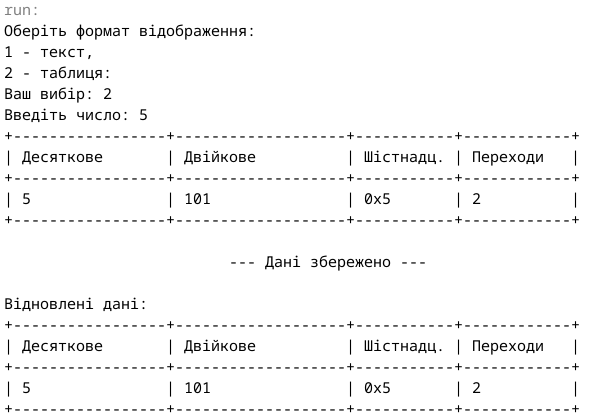 run:
Оберіть формат відображення:
1 - текст,
2 - таблиця:
Ваш вибір: 2
Введіть число: 5
+-----------------+-------------------+-----------+------------+
| Десяткове       | Двійкове          | Шістнадц. | Переходи   |
+-----------------+-------------------+-----------+------------+
| 5               | 101               | 0x5       | 2          |
+-----------------+-------------------+-----------+------------+
--- Дані збережено ---
Відновлені дані:
+-----------------+-------------------+-----------+------------+
| Десяткове       | Двійкове          | Шістнадц. | Переходи   |
+-----------------+-------------------+-----------+------------+
| 5               | 101               | 0x5       | 2          |
+-----------------+-------------------+-----------+------------+